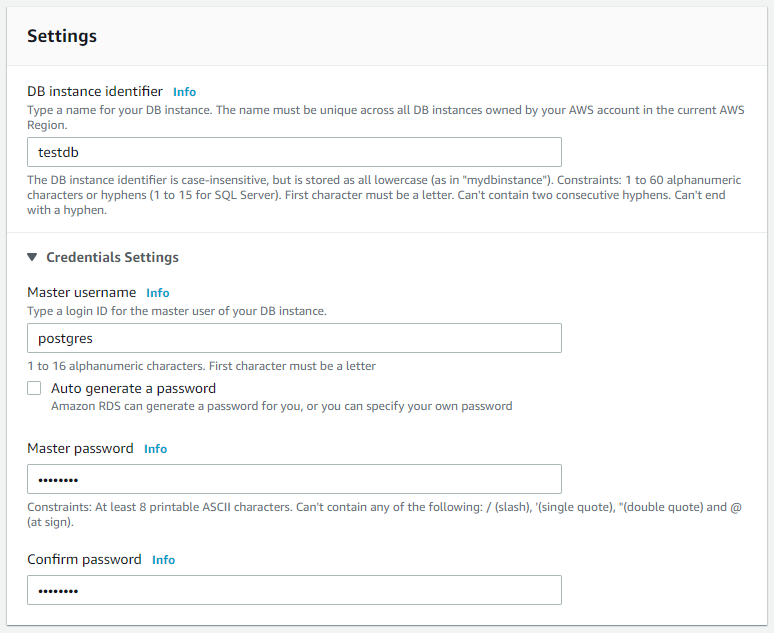 Settings
DB instance identifier Info
Type a name for your DB instance. The name must be unique across all DB instances owned by your AWS account in the current AWS
Region.
testdb
The DB instance identifier is case-insensitive, but is stored as all lowercase (as in "mydbinstance"). Constraints: 1 to 60 alphanumeric
characters or hyphens (1 to 15 for SQL Server). First character must be a letter. Can't contain two consecutive hyphens. Can't end
with a hyphen.
Credentials Settings
Master username Info
Type a login ID for the master user of your DB instance.
postgres
1 to 16 alphanumeric characters. First character must be a letter
Auto generate a password
Amazon RDS can generate a password for you, or you can specify your own password
Master password Info
••••••••
Constraints: At least 8 printable ASCII characters. Can't contain any of the following: / (slash), '(single quote), "(double quote) and @
(at sign).
Confirm password Info
••••••••